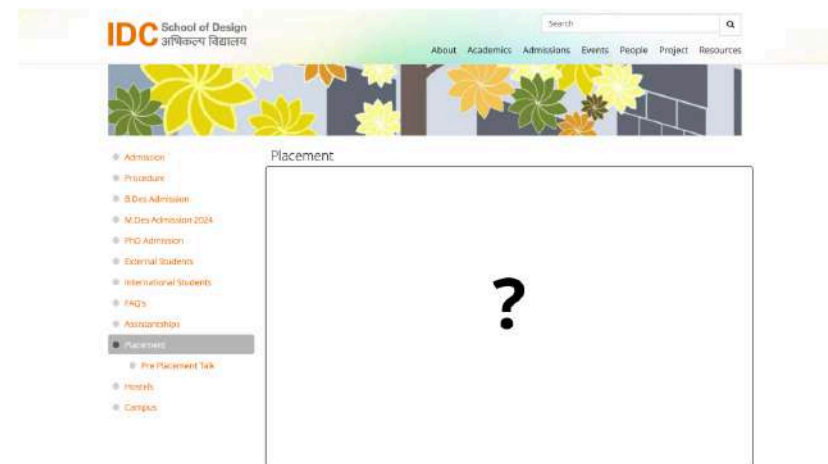 IDC School of Design
अभिकल्प विद्यालय
Search
About Academics Admissions Events People Project Resources
Placement
Admission
Procedure
B.Des Admission
M.Des Admission 2024
PhD Admission
External Students
International Students
FAQ's
Assistantships
Placement
Pre Placement Talk
Hostels
Campus
?